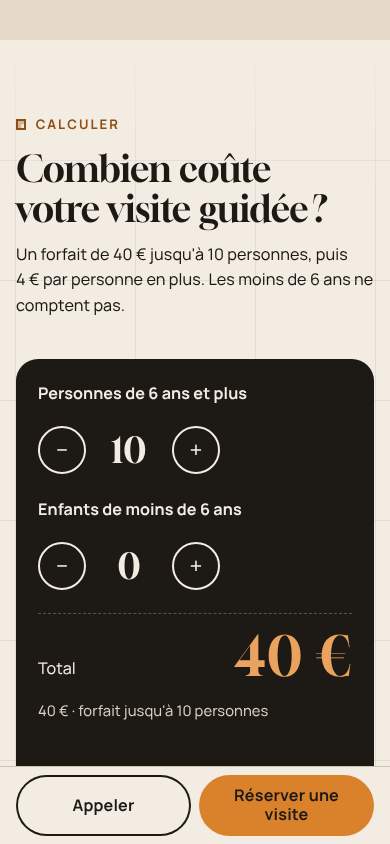 CALCULER
Combien coûte
votre visite guidée ?
Un forfait de 40 € jusqu'à 10 personnes, puis
4 € par personne en plus. Les moins de 6 ans ne
comptent pas.
Personnes de 6 ans et plus
− 10 +
Enfants de moins de 6 ans
− 0 +
Total 40 €
40 € · forfait jusqu'à 10 personnes
Appeler
Réserver une
visite